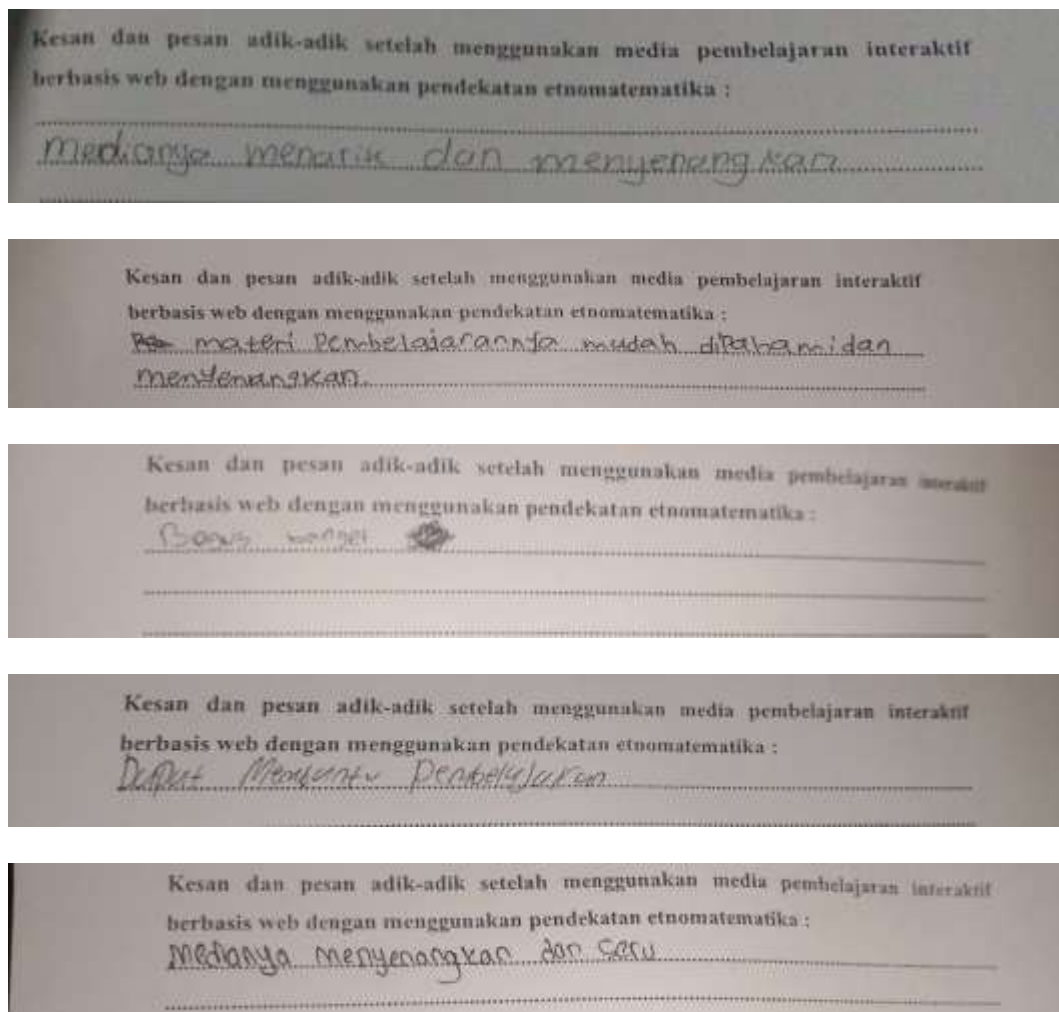 Kesan dan pesan adik-adik setelah menggunakan media pembelajaran interaktif
berbasis web dengan menggunakan pendekatan etnomatematika :
medianya menarik dan menyenangkan
Kesan dan pesan adik-adik setelah menggunakan media pembelajaran interaktif
berbasis web dengan menggunakan pendekatan etnomatematika :
materi Pembelajarannya mudah dipahami dan
menyenangkan
Kesan dan pesan adik-adik setelah menggunakan media pembelajaran interaktif
berbasis web dengan menggunakan pendekatan etnomatematika :
Bagus banget
Kesan dan pesan adik-adik setelah menggunakan media pembelajaran interaktif
berbasis web dengan menggunakan pendekatan etnomatematika :
Dapat Membantu Pembelajaran
Kesan dan pesan adik-adik setelah menggunakan media pembelajaran interaktif
berbasis web dengan menggunakan pendekatan etnomatematika :
Medianya menyenangkan dan seru